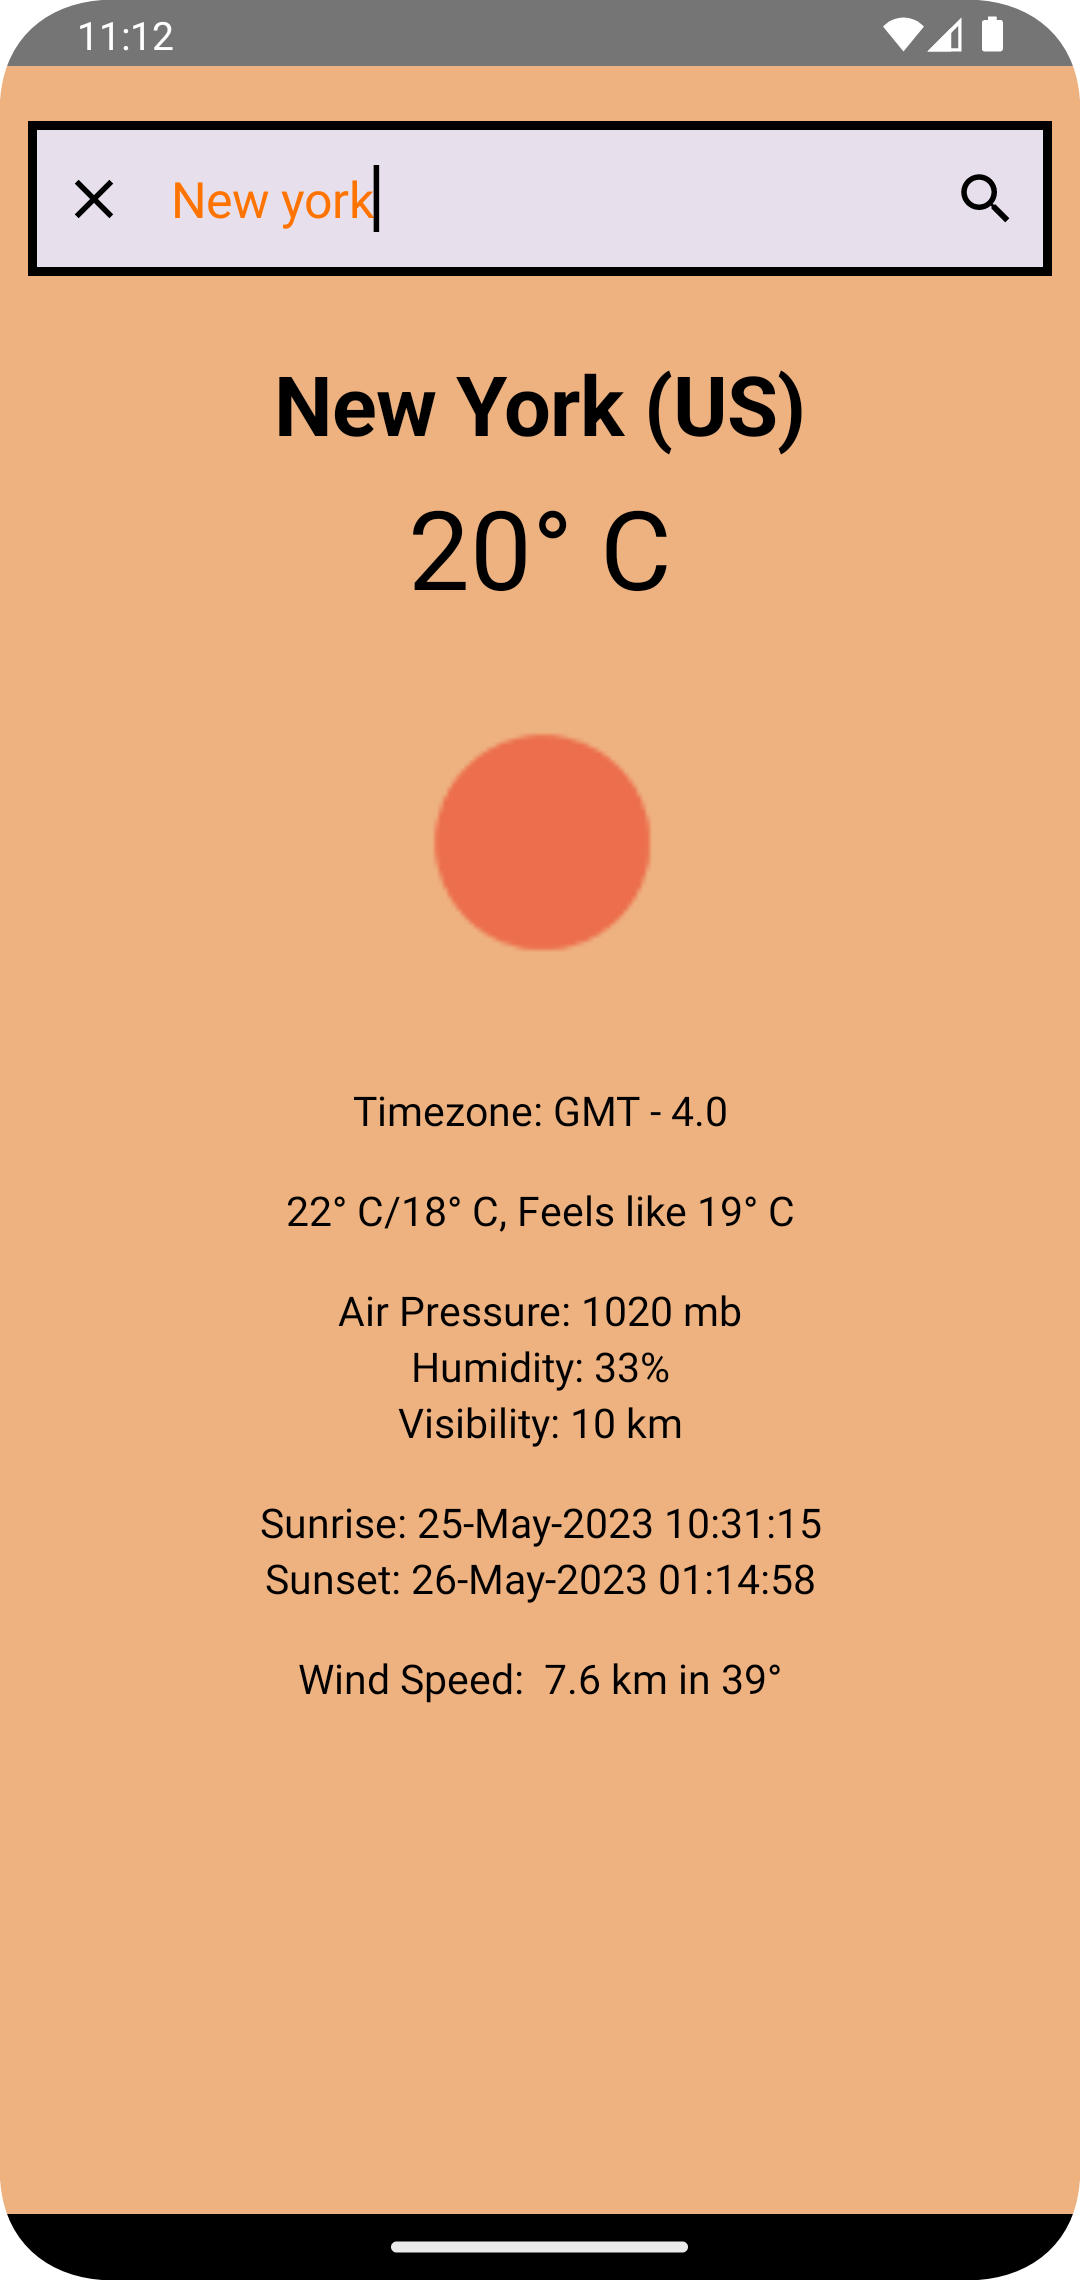 11:12
New york
New York (US)
20° C
Timezone: GMT - 4.0
22° C/18° C, Feels like 19° C
Air Pressure: 1020 mb
Humidity: 33%
Visibility: 10 km
Sunrise: 25-May-2023 10:31:15
Sunset: 26-May-2023 01:14:58
Wind Speed:  7.6 km in 39°